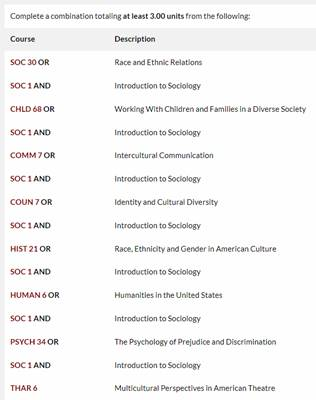 Complete a combination totaling at least 3.00 units from the following:
Course Description
SOC 30 OR Race and Ethnic Relations
SOC 1 AND Introduction to Sociology
CHLD 68 OR Working With Children and Families in a Diverse Society
SOC 1 AND Introduction to Sociology
COMM 7 OR Intercultural Communication
SOC 1 AND Introduction to Sociology
COUN 7 OR Identity and Cultural Diversity
SOC 1 AND Introduction to Sociology
HIST 21 OR Race, Ethnicity and Gender in American Culture
SOC 1 AND Introduction to Sociology
HUMAN 6 OR Humanities in the United States
SOC 1 AND Introduction to Sociology
PSYCH 34 OR The Psychology of Prejudice and Discrimination
SOC 1 AND Introduction to Sociology
THAR 6 Multicultural Perspectives in American Theatre